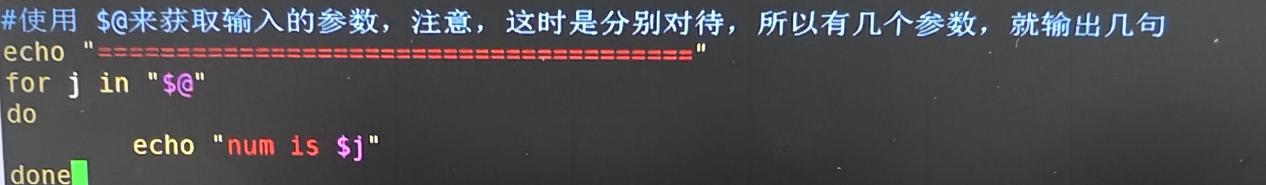 #使用 $@来获取输入的参数，注意，这时是分别对待，所以有几个参数，就输出几句
echo "======================================"
for j in "$@"
do
        echo "num is $j"
done